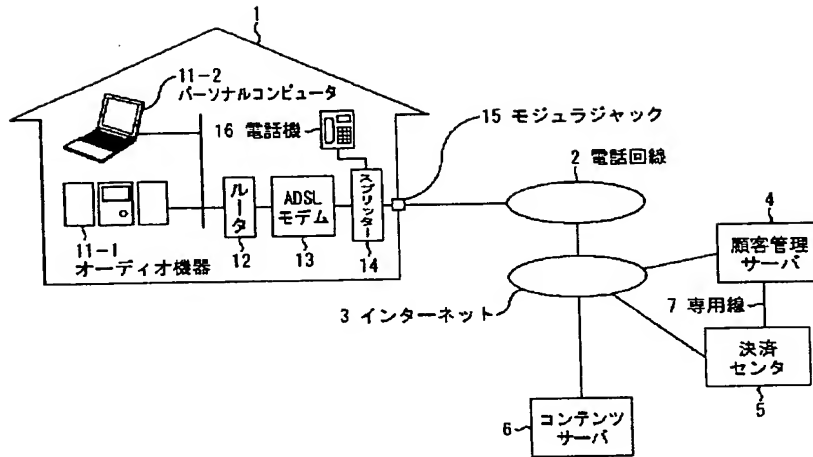 1
11-2
パーソナルコンピュータ
16 電話機
15 モジュラジャック
2 電話回線
ルータ
ADSL
モデム
スプリッター
4
顧客管理
サーバ
11-1
オーディオ機器
12
13
14
3 インターネット
7 専用線
決済
センタ
5
6
コンテンツ
サーバ